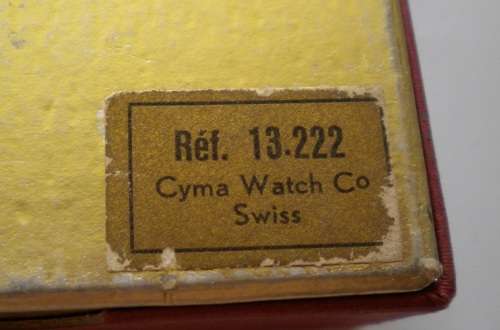 Réf. 13.222
Cyma Watch Co
Swiss